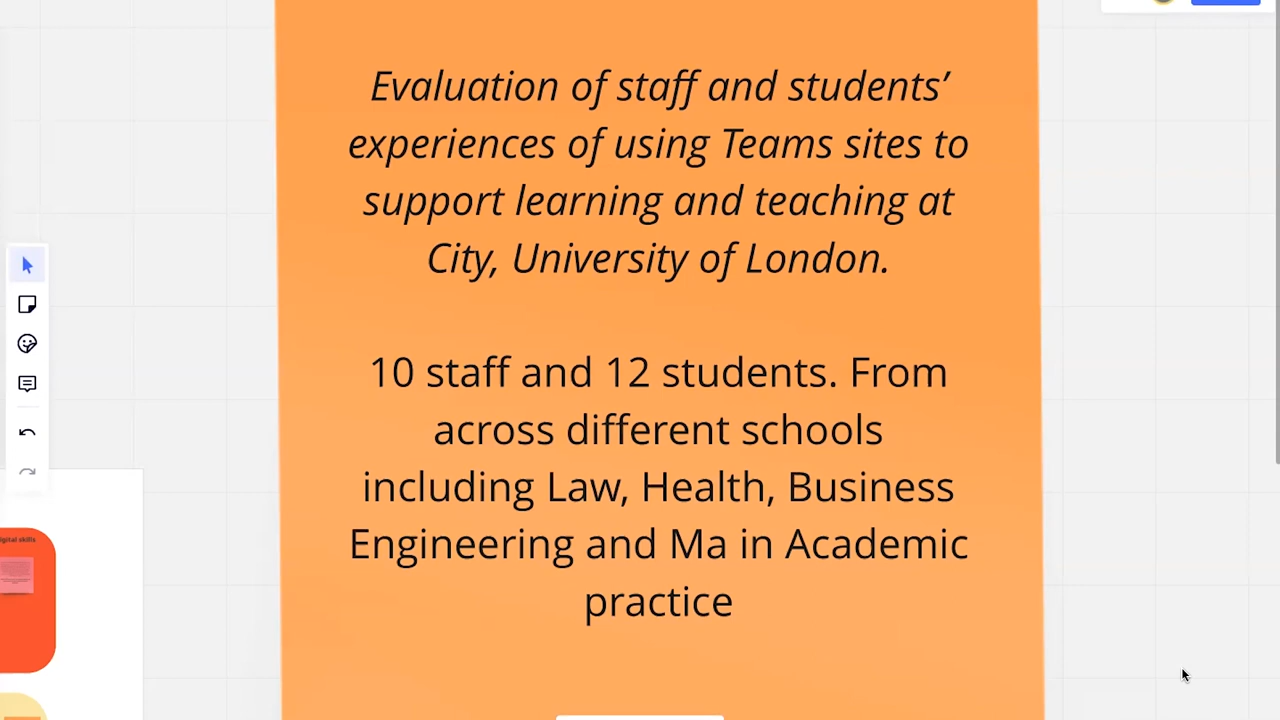 Evaluation of staff and students’
experiences of using Teams sites to
support learning and teaching at
City, University of London.
10 staff and 12 students. From
across different schools
including Law, Health, Business
Engineering and Ma in Academic
practice
igital skills